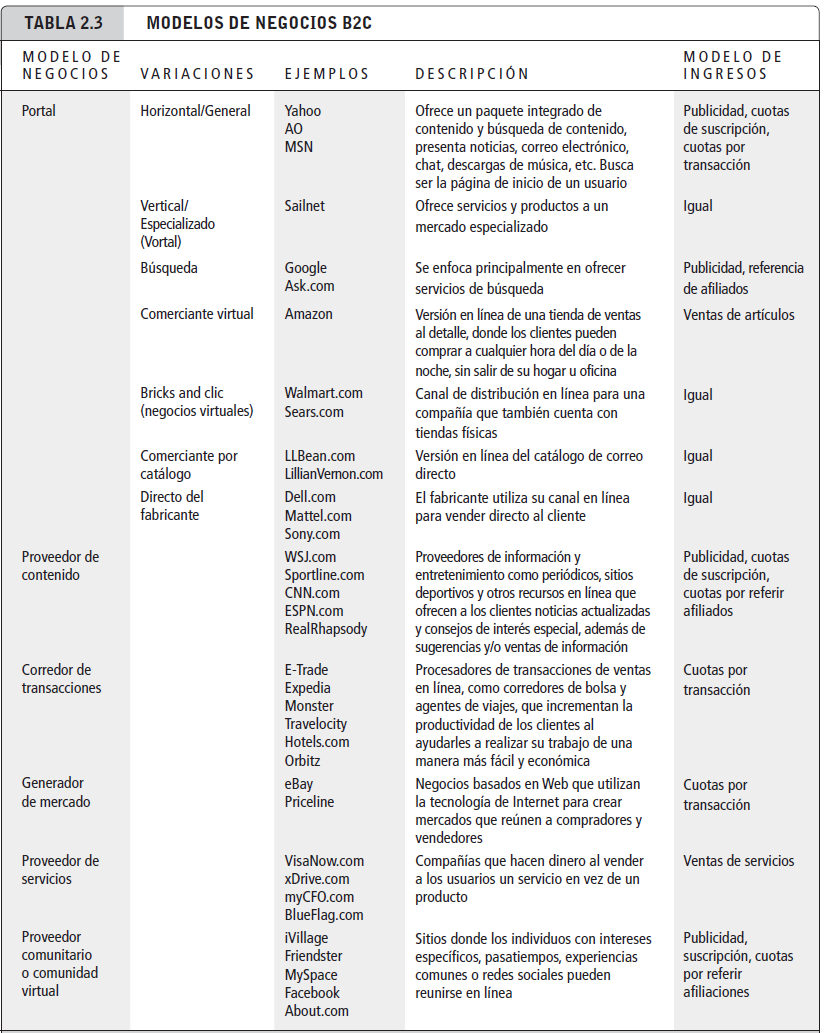 TABLA 2.3 MODELOS DE NEGOCIOS B2C
MODELO DE NEGOCIOS
VARIACIONES
EJEMPLOS
DESCRIPCIÓN
MODELO DE INGRESOS
Portal
Horizontal/General
Yahoo
AO
MSN
Ofrece un paquete integrado de
contenido y búsqueda de contenido,
presenta noticias, correo electrónico,
chat, descargas de música, etc. Busca
ser la página de inicio de un usuario
Publicidad, cuotas
de suscripción,
cuotas por
transacción
Vertical/
Especializado
(Vortal)
Sailnet
Ofrece servicios y productos a un
mercado especializado
Igual
Búsqueda
Google
Ask.com
Se enfoca principalmente en ofrecer
servicios de búsqueda
Publicidad, referencia
de afiliados
Comerciante virtual
Amazon
Versión en línea de una tienda de ventas
al detalle, donde los clientes pueden
comprar a cualquier hora del día o de la
noche, sin salir de su hogar u oficina
Ventas de artículos
Bricks and clic
(negocios virtuales)
Walmart.com
Sears.com
Canal de distribución en línea para una
compañía que también cuenta con
tiendas físicas
Igual
Comerciante por
catálogo
LLBean.com
LillianVernon.com
Versión en línea del catálogo de correo
directo
Igual
Directo del
fabricante
Dell.com
Mattel.com
Sony.com
El fabricante utiliza su canal en línea
para vender directo al cliente
Igual
Proveedor de
contenido
WSJ.com
Sportline.com
CNN.com
ESPN.com
RealRhapsody
Proveedores de información y
entretenimiento como periódicos, sitios
deportivos y otros recursos en línea que
ofrecen a los clientes noticias actualizadas
y consejos de interés especial, además de
sugerencias y/o ventas de información
Publicidad, cuotas
de suscripción,
cuotas por referir
afiliados
Corredor de
transacciones
E-Trade
Expedia
Monster
Travelocity
Hotels.com
Orbitz
Procesadores de transacciones de ventas
en línea, como corredores de bolsa y
agentes de viajes, que incrementan la
productividad de los clientes al
ayudarles a realizar su trabajo de una
manera más fácil y económica
Cuotas por
transacción
Generador
de mercado
eBay
Priceline
Negocios basados en Web que utilizan
la tecnología de Internet para crear
mercados que reúnen a compradores y
vendedores
Cuotas por
transacción
Proveedor de
servicios
VisaNow.com
xDrive.com
myCFO.com
BlueFlag.com
Compañías que hacen dinero al vender
a los usuarios un servicio en vez de un
producto
Ventas de servicios
Proveedor
comunitario
o comunidad
virtual
iVillage
Friendster
MySpace
Facebook
About.com
Sitios donde los individuos con intereses
específicos, pasatiempos, experiencias
comunes o redes sociales pueden
reunirse en línea
Publicidad,
suscripción, cuotas
por referir
afiliaciones